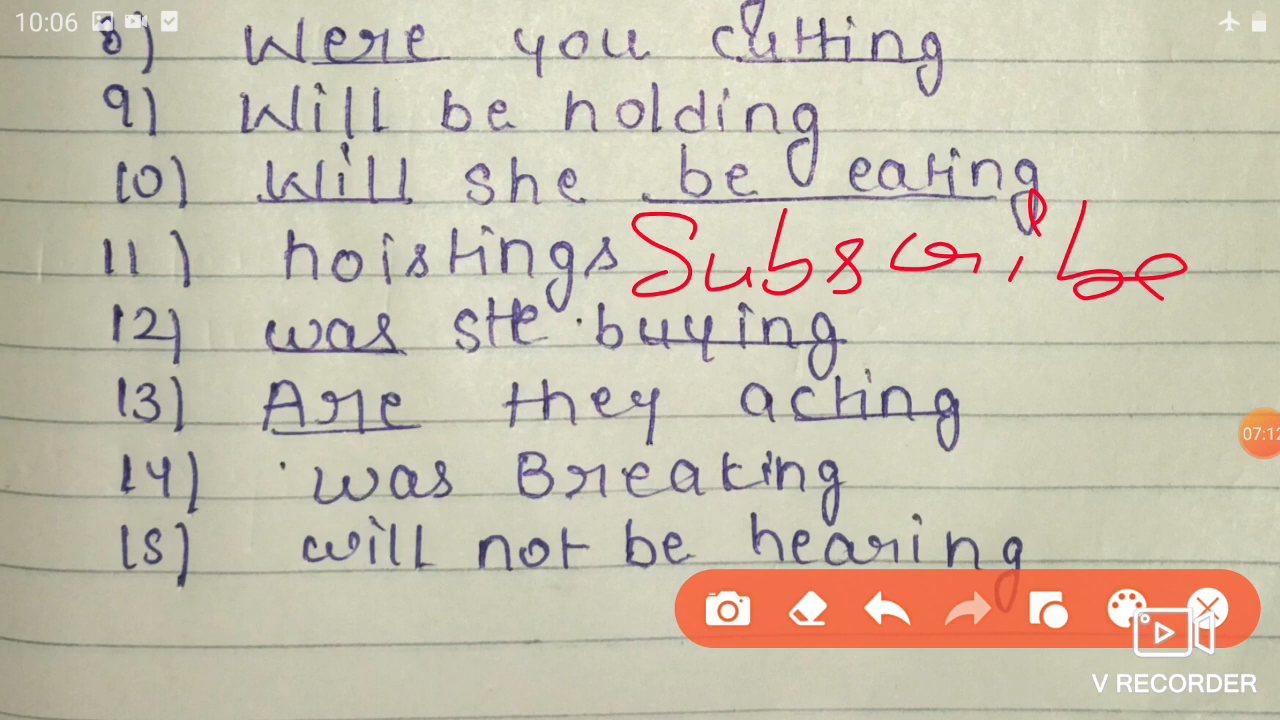 10:06
8) Were you cutting
9) Will be holding
10) Will she be eating
11) hoistings Subscribe
12) was she buying
13) Are they acting
14) was Breaking
15) will not be hearing
07:12
V RECORDER